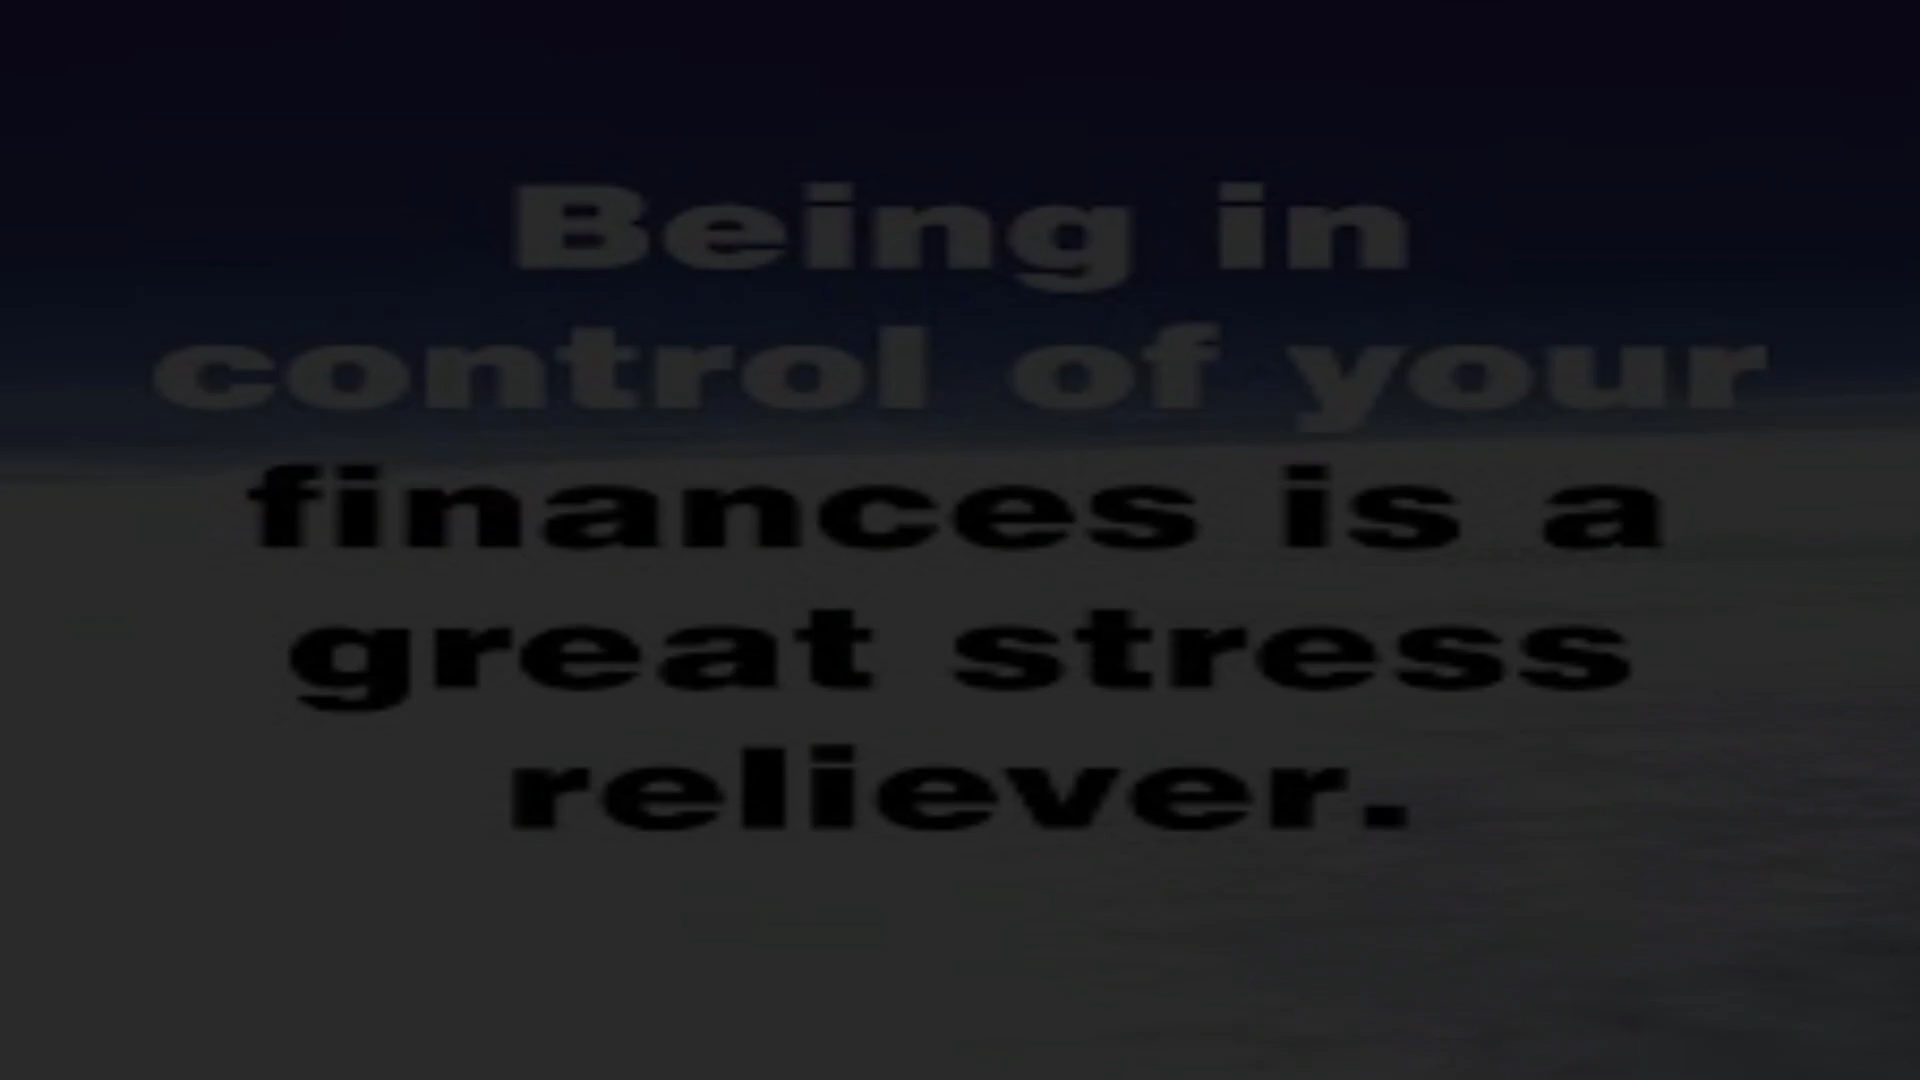 Being in
control of your
finances is a
great stress
reliever.